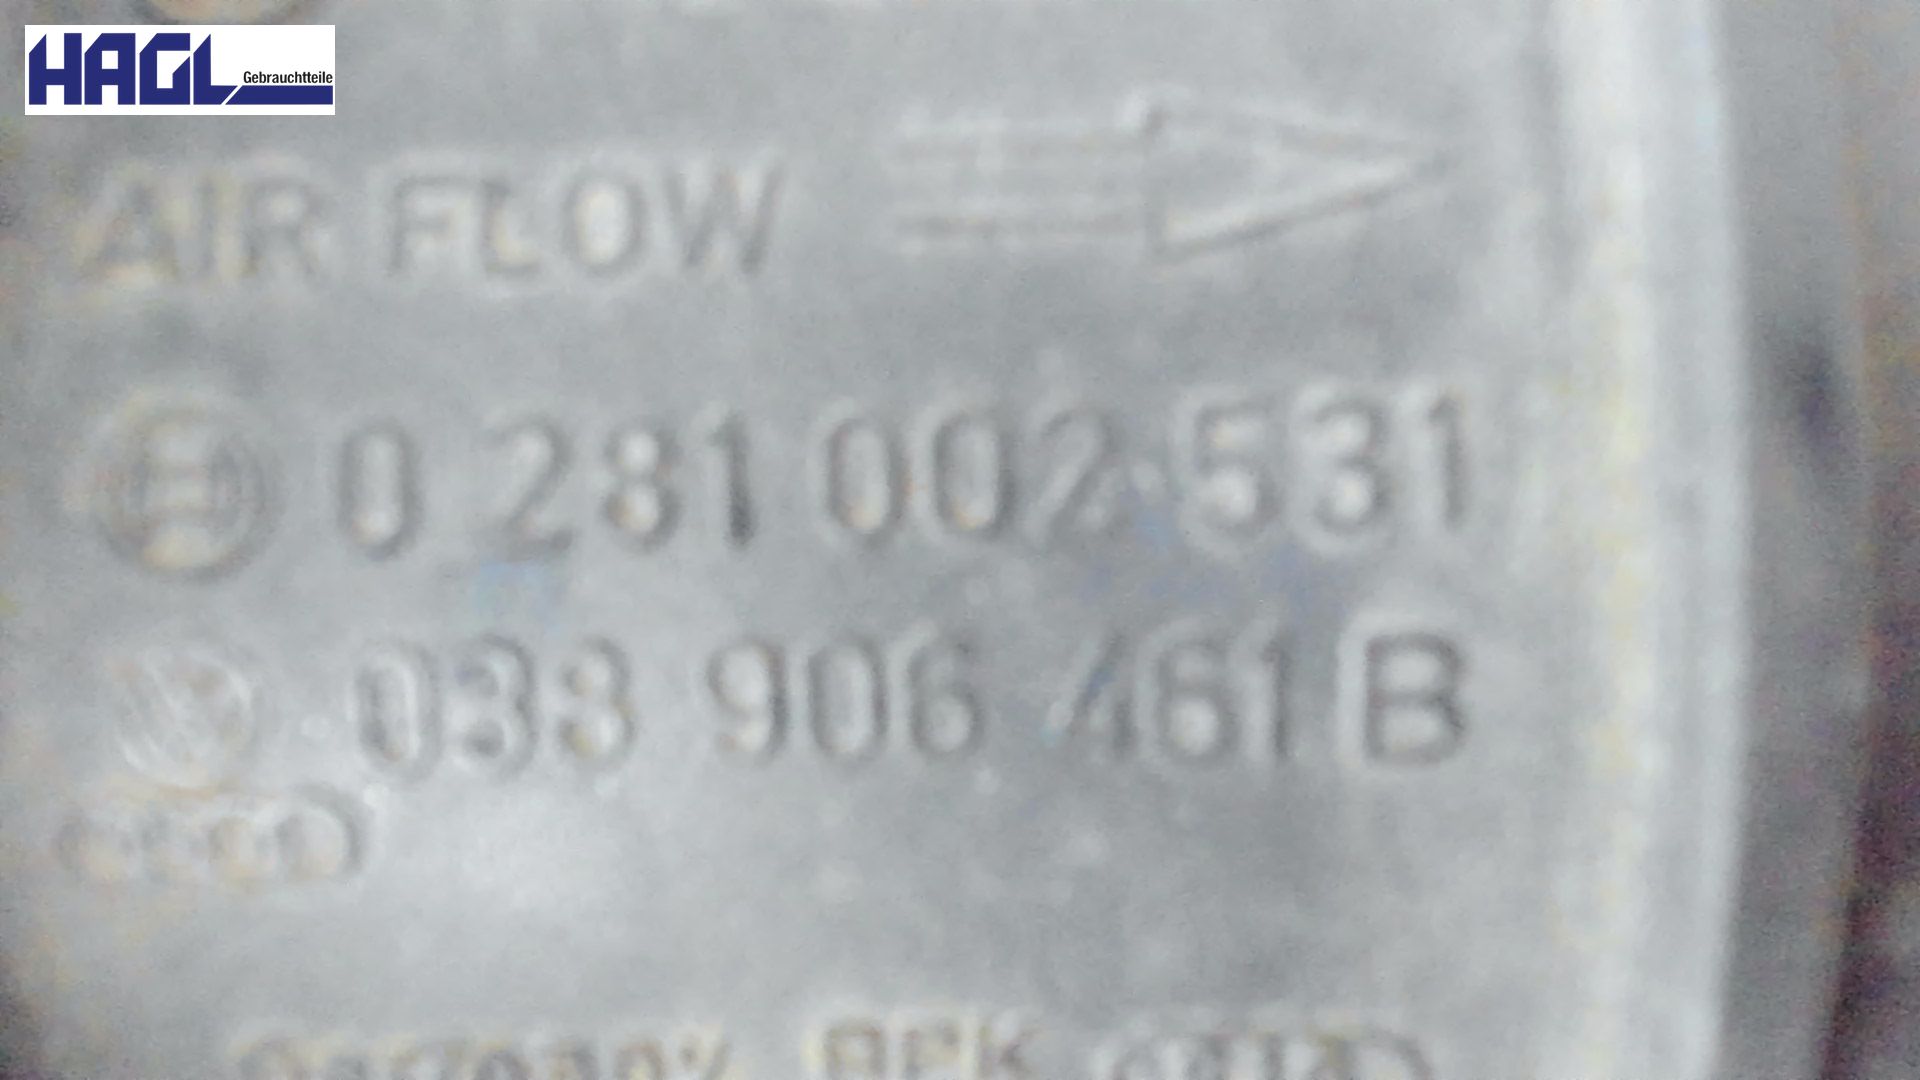 HAGL
Gebrauchtteile
AIR FLOW
0 281 002 531
038 906 461 B